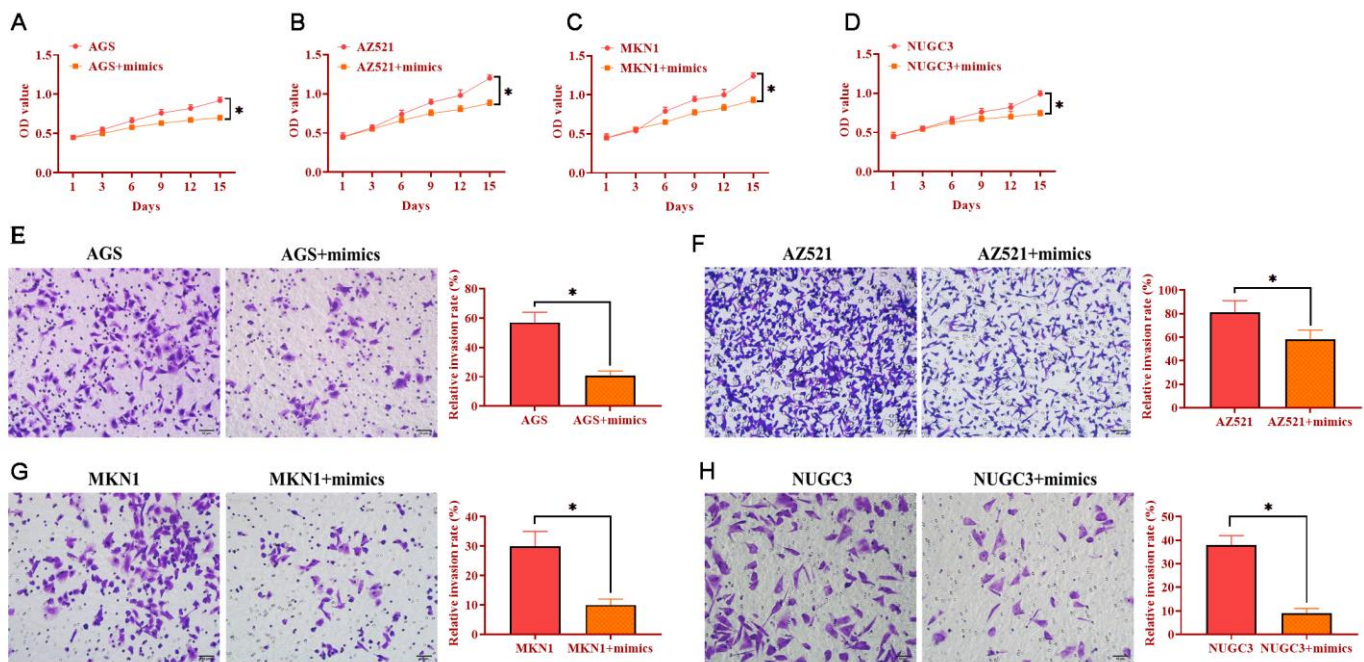 A
AGS
AGS+mimics
OD value
1.5
1.0
0.5
0.0
*
1 3 6 9 12 15
Days
B
AZ521
AZ521+mimics
OD value
1.5
1.0
0.5
0.0
*
1 3 6 9 12 15
Days
C
MKN1
MKN1+mimics
OD value
1.5
1.0
0.5
0.0
*
1 3 6 9 12 15
Days
D
NUGC3
NUGC3+mimics
OD value
1.5
1.0
0.5
0.0
*
1 3 6 9 12 15
Days
E
AGS
AGS+mimics
Relative invasion rate (%)
80
60
40
20
0
*
AGS AGS+mimics
F
AZ521
AZ521+mimics
Relative invasion rate (%)
100
80
60
40
20
0
*
AZ521 AZ521+mimics
G
MKN1
MKN1+mimics
Relative invasion rate (%)
40
30
20
10
0
*
MKN1 MKN1+mimics
H
NUGC3
NUGC3+mimics
Relative invasion rate (%)
50
40
30
20
10
0
*
NUGC3 NUGC3+mimics